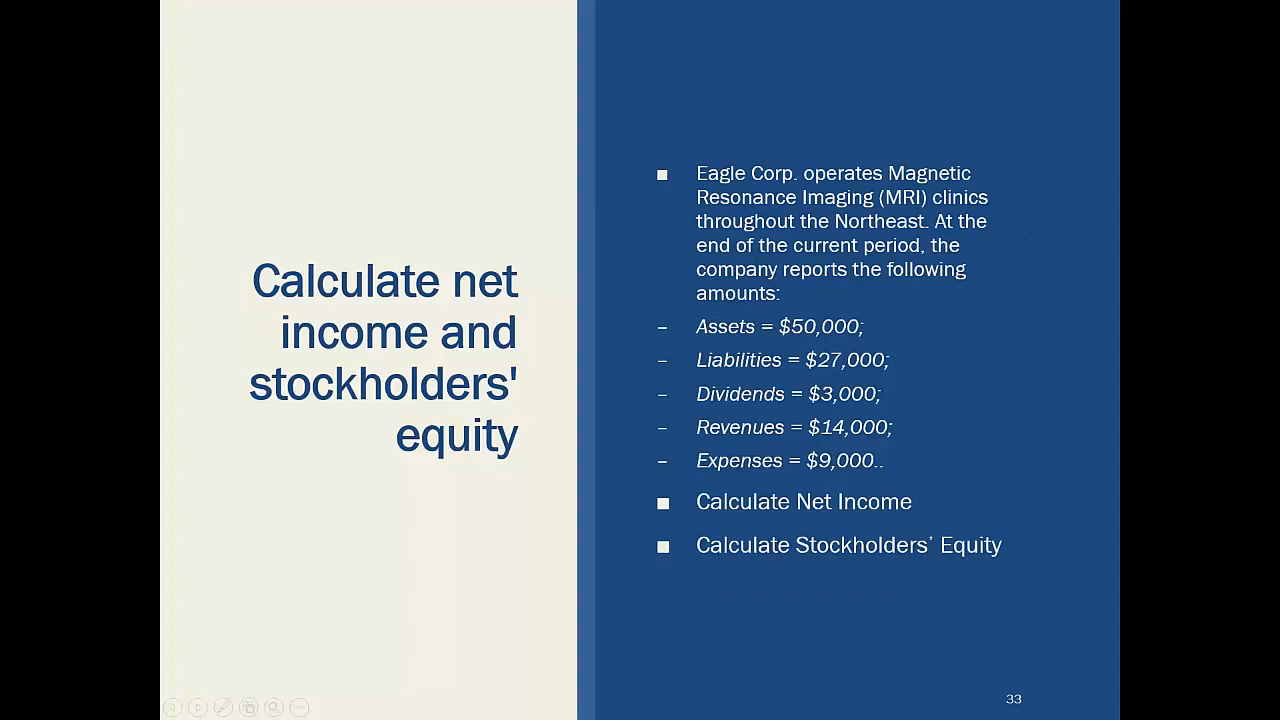 Calculate net
income and
stockholders'
equity
■ Eagle Corp. operates Magnetic
Resonance Imaging (MRI) clinics
throughout the Northeast. At the
end of the current period, the
company reports the following
amounts:
– Assets = $50,000;
– Liabilities = $27,000;
– Dividends = $3,000;
– Revenues = $14,000;
– Expenses = $9,000..
■ Calculate Net Income
■ Calculate Stockholders’ Equity
33